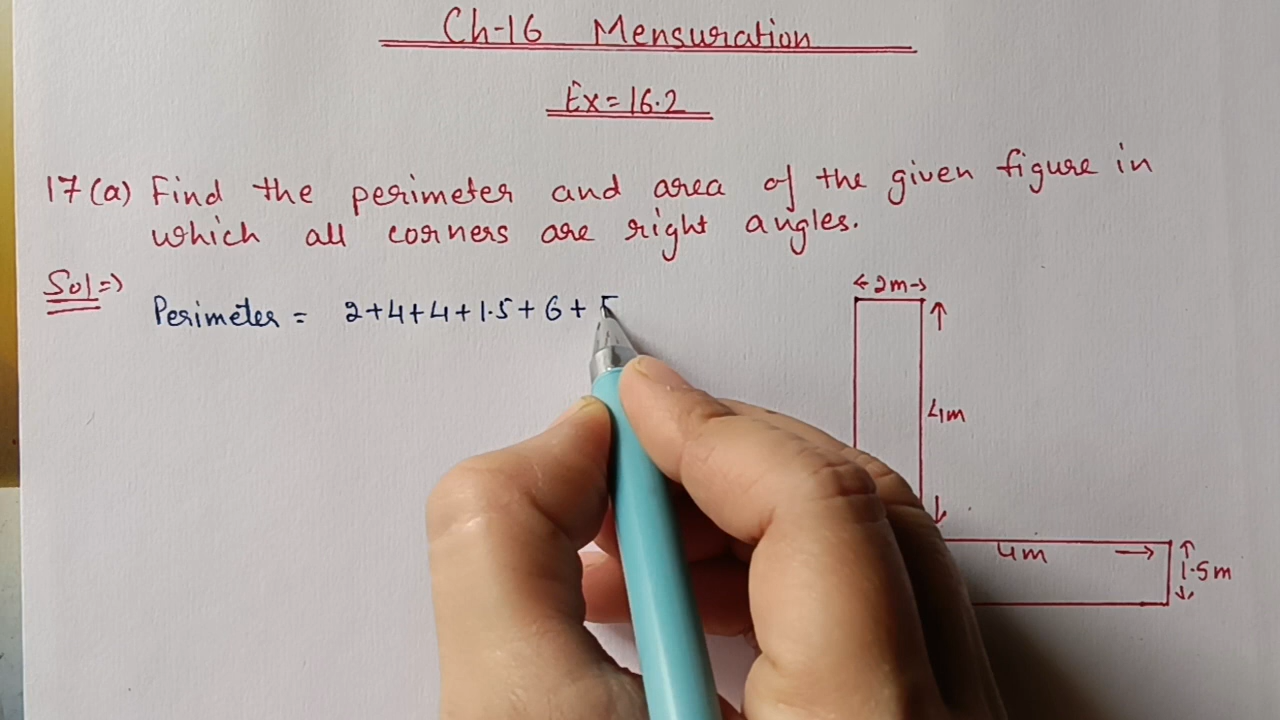 Ch-16 Mensuration
Ex=16.2
17(a) Find the perimeter and area of the given figure in
which all corners are right angles.
Sol=>
Perimeter = 2+4+4+1.5+6+5
2m
4m
4m
1.5m